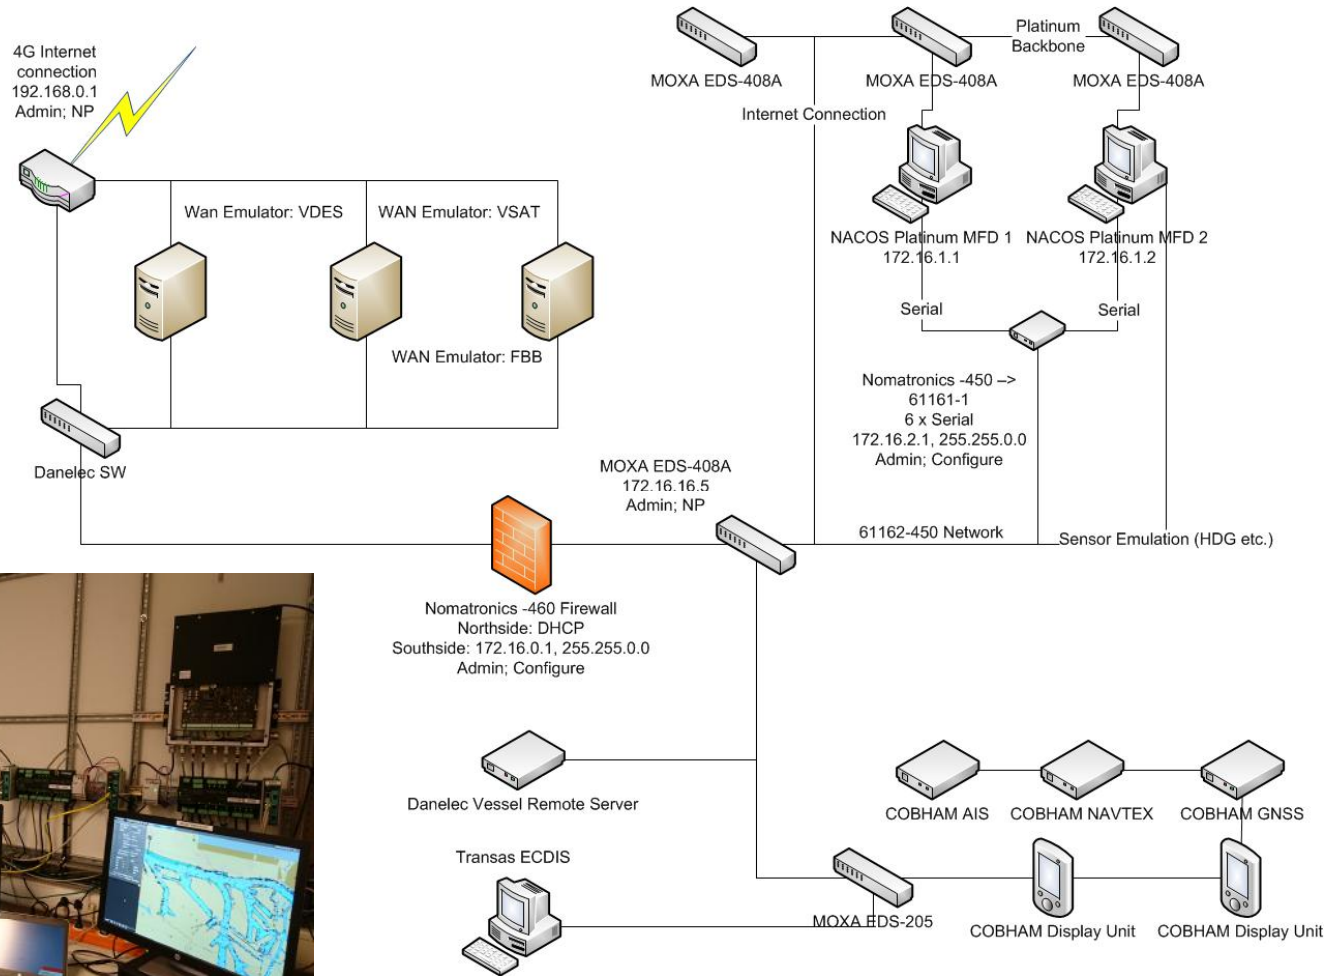 4G Internet
connection
192.168.0.1
Admin; NP
Wan Emulator: VDES
WAN Emulator: VSAT
WAN Emulator: FBB
Danelec SW
MOXA EDS-408A
MOXA EDS-408A
Platinum
Backbone
MOXA EDS-408A
Internet Connection
NACOS Platinum MFD 1
172.16.1.1
NACOS Platinum MFD 2
172.16.1.2
Serial
Serial
Nomatronics -450 –>
61161-1
6 x Serial
172.16.2.1, 255.255.0.0
Admin; Configure
MOXA EDS-408A
172.16.16.5
Admin; NP
61162-450 Network
Sensor Emulation (HDG etc.)
Nomatronics -460 Firewall
Northside: DHCP
Southside: 172.16.0.1, 255.255.0.0
Admin; Configure
Danelec Vessel Remote Server
COBHAM AIS
COBHAM NAVTEX
COBHAM GNSS
Transas ECDIS
MOXA EDS-205
COBHAM Display Unit
COBHAM Display Unit